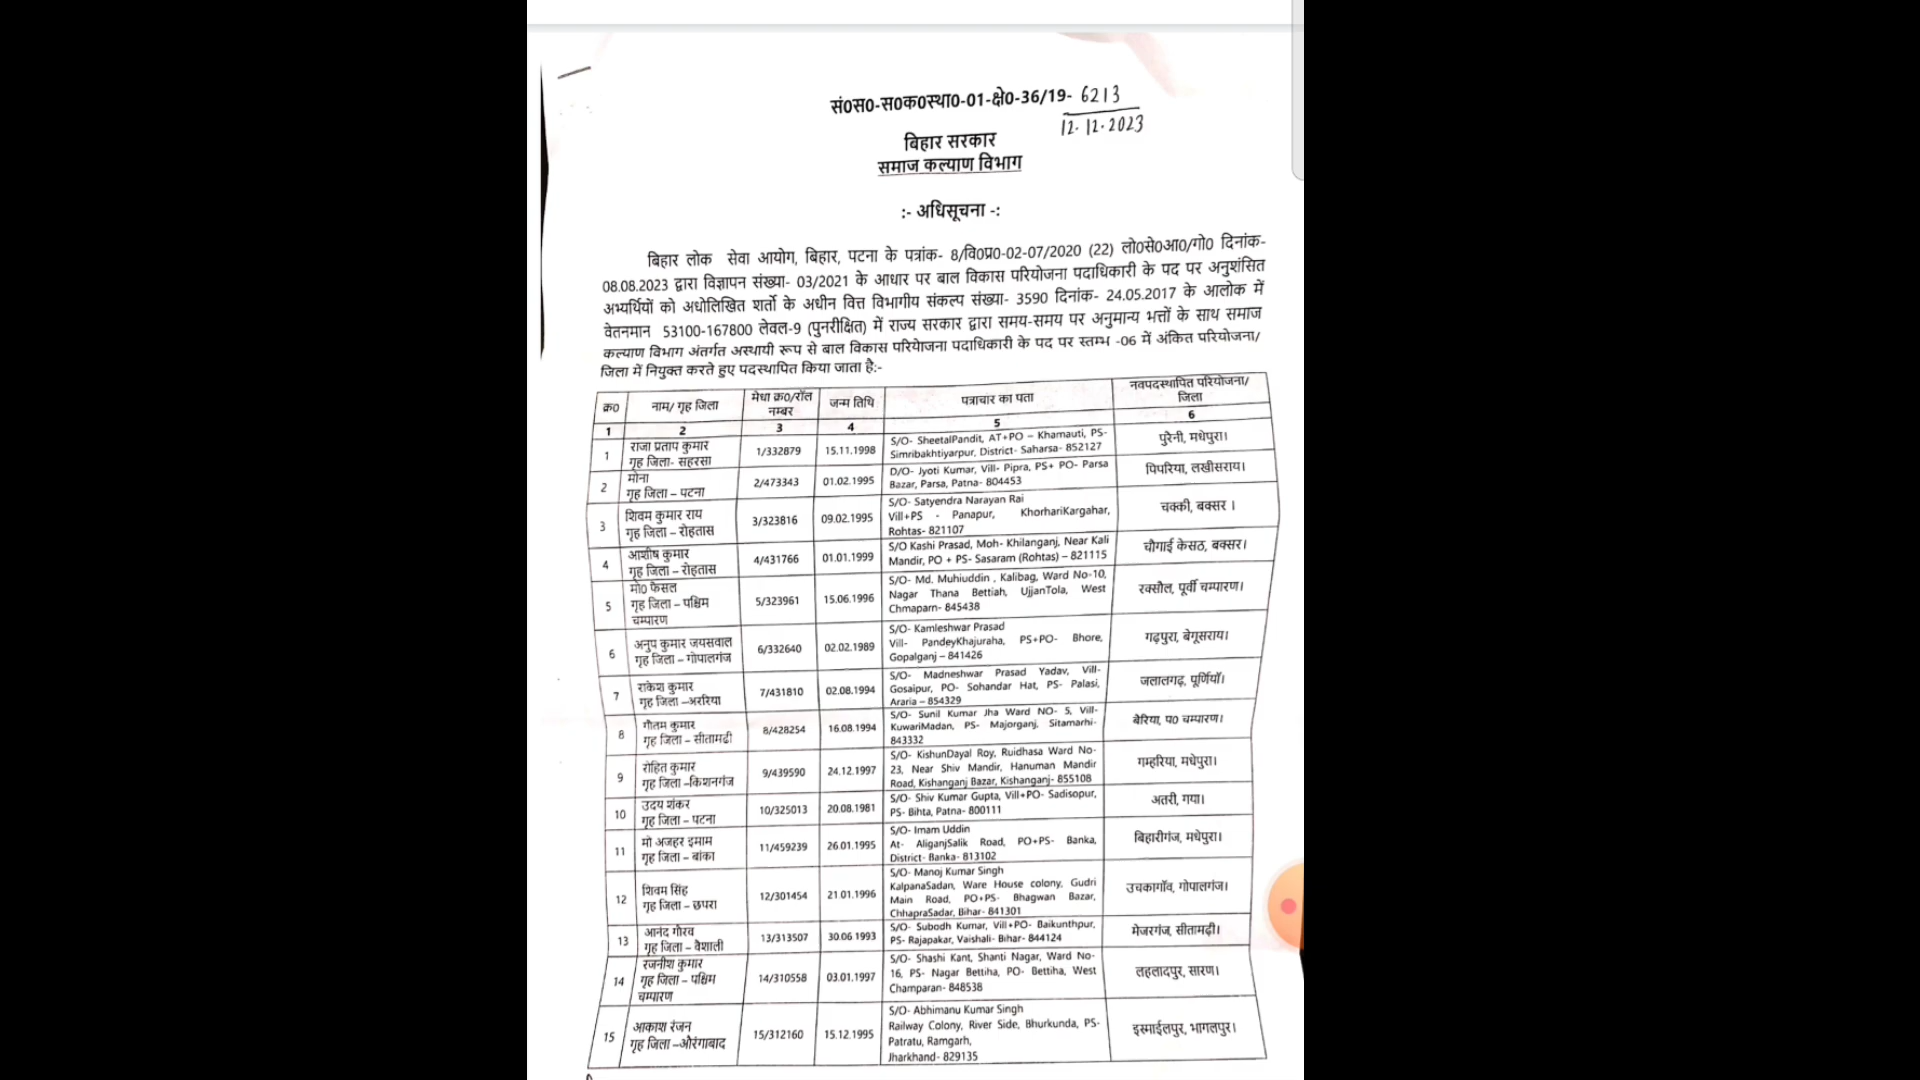 सं0स0-स0क0स्था0-01-क्षे0-36/19- 6213
12.12.2023
बिहार सरकार
समाज कल्याण विभाग
:- अधिसूचना -:
बिहार लोक सेवा आयोग, बिहार, पटना के पत्रांक- 8/वि0प्र0-02-07/2020 (22) लो0से0आ0/गो0 दिनांक-
08.08.2023 द्वारा विज्ञापन संख्या- 03/2021 के आधार पर बाल विकास परियोजना पदाधिकारी के पद पर अनुशंसित
अभ्यर्थियों को अधोलिखित शर्तो के अधीन वित्त विभागीय संकल्प संख्या- 3590 दिनांक- 24.05.2017 के आलोक में
वेतनमान 53100-167800 लेवल-9 (पुनरीक्षित) में राज्य सरकार द्वारा समय-समय पर अनुमान्य भत्तों के साथ समाज
कल्याण विभाग अंतर्गत अस्थायी रूप से बाल विकास परियेाजना पदाधिकारी के पद पर स्तम्भ -06 में अंकित परियोजना/
जिला में नियुक्त करते हुए पदस्थापित किया जाता है:-
क्र0 नाम/ गृह जिला मेधा क्र0/रॉल नम्बर जन्म तिथि पत्राचार का पता नवपदस्थापित परियोजना/ जिला
1 2 3 4 5 6
1 राजा प्रताप कुमार 1/332879 15.11.1998 S/O- SheetalPandit, AT+PO – Khamauti, PS- पुरैनी, मधेपुरा।
गृह जिला- सहरसा Simribakhtiyarpur, District- Saharsa- 852127
2 मोना 2/473343 01.02.1995 D/O- Jyoti Kumar, Vill- Pipra, PS+ PO- Parsa पिपरिया, लखीसराय।
गृह जिला – पटना Bazar, Parsa, Patna- 804453
3 शिवम कुमार राय 3/323816 09.02.1995 S/O- Satyendra Narayan Rai चक्की, बक्सर ।
गृह जिला – रोहतास Vill+PS - Panapur, KhorhariKargahar,
Rohtas- 821107
4 आशीष कुमार 4/431766 01.01.1999 S/O Kashi Prasad, Moh- Khilanganj, Near Kali चौगाई केसठ, बक्सर।
गृह जिला – रोहतास Mandir, PO + PS- Sasaram (Rohtas) – 821115
5 मो0 फैसल 5/323961 15.06.1996 S/O- Md. Muhiuddin , Kalibag, Ward No-10, रक्सौल, पूर्वी चम्पारण।
गृह जिला – पश्चिम Nagar Thana Bettiah, UjjanTola, West
चम्पारण Chmaparn- 845438
6 अनुप कुमार जयसवाल 6/332640 02.02.1989 S/O- Kamleshwar Prasad गढ़पुरा, बेगूसराय।
गृह जिला – गोपालगंज Vill- PandeyKhajuraha, PS+PO- Bhore,
Gopalganj – 841426
7 राकेश कुमार 7/431810 02.08.1994 S/O- Madneshwar Prasad Yadav, Vill- जलालगढ़, पूर्णियॉ।
गृह जिला –अररिया Gosaipur, PO- Sohandar Hat, PS- Palasi,
Araria – 854329
8 गौतम कुमार 8/428254 16.08.1994 S/O- Sunil Kumar Jha Ward NO- 5, Vill- बेरिया, प0 चम्पारण।
गृह जिला – सीतामढी KuwariMadan, PS- Majorganj, Sitamarhi-
843332
9 रोहित कुमार 9/439590 24.12.1997 S/O- KishunDayal Roy, Ruidhasa Ward No- गम्हरिया, मधेपुरा।
गृह जिला –किशनगंज 23, Near Shiv Mandir, Hanuman Mandir
Road, Kishanganj Bazar, Kishanganj- 855108
10 उदय शंकर 10/325013 20.08.1981 S/O- Shiv Kumar Gupta, Vill+PO- Sadisopur, अतरी, गया।
गृह जिला – पटना PS- Bihta, Patna- 800111
11 मो अजहर इमाम 11/459239 26.01.1995 S/O- Imam Uddin बिहारीगंज, मधेपुरा।
गृह जिला – बांका At- AliganjSalik Road, PO+PS- Banka,
District- Banka- 813102
12 शिवम सिंह 12/301454 21.01.1996 S/O- Manoj Kumar Singh उचकागॉव, गोपालगंज।
गृह जिला – छपरा KalpanaSadan, Ware House colony, Gudri
Main Road, PO+PS- Bhagwan Bazar,
ChhapraSadar, Bihar- 841301
13 आनंद गौरव 13/313507 30.06.1993 S/O- Subodh Kumar, Vill+PO- Baikunthpur, मेजरगंज, सीतामढ़ी।
गृह जिला – वैशाली PS- Rajapakar, Vaishali- Bihar- 844124
14 रजनीश कुमार 14/310558 03.01.1997 S/O- Shashi Kant, Shanti Nagar, Ward No- लहलादपुर, सारण।
गृह जिला – पश्चिम 16, PS- Nagar Bettiha, PO- Bettiha, West
चम्पारण Champaran- 848538
15 आकाश रंजन 15/312160 15.12.1995 S/O- Abhimanu Kumar Singh इस्माईलपुर, भागलपुर।
गृह जिला –औरंगाबाद Railway Colony, River Side, Bhurkunda, PS-
Patratu, Ramgarh,
Jharkhand- 829135